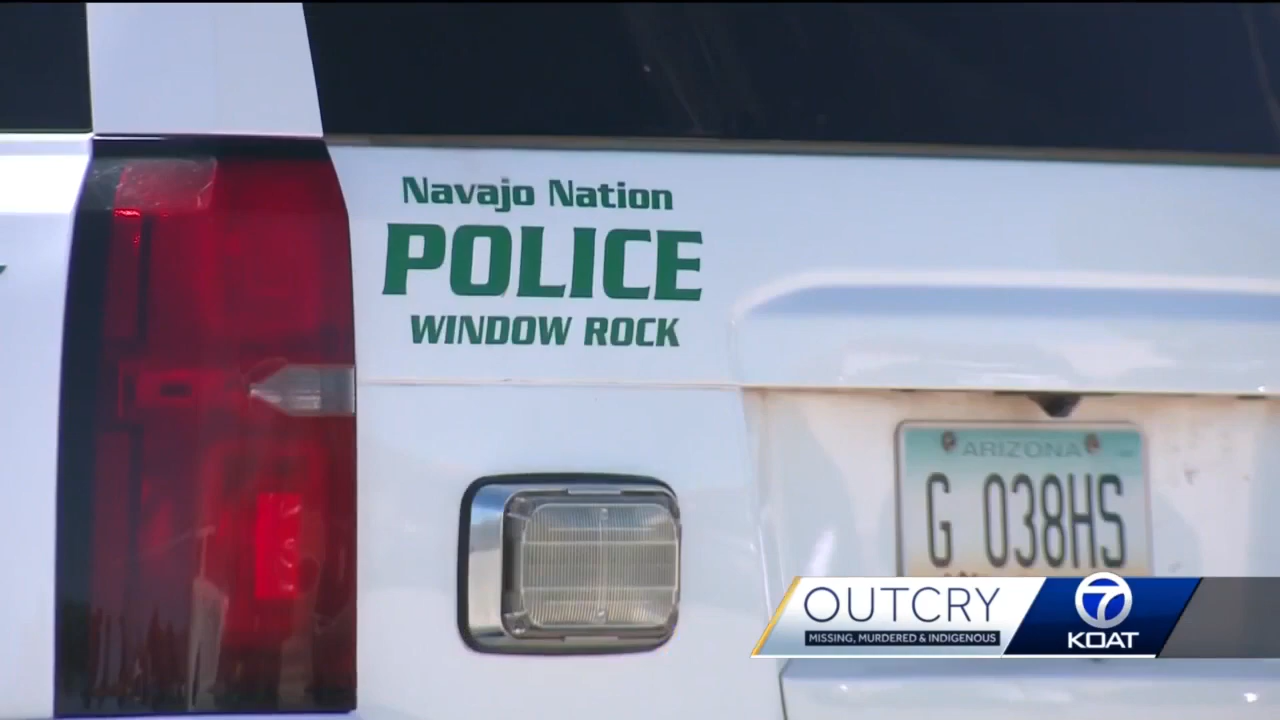 Navajo Nation
POLICE
WINDOW ROCK
ARIZONA
G 038HS
OUTCRY
MISSING, MURDERED & INDIGENOUS
7
KOAT